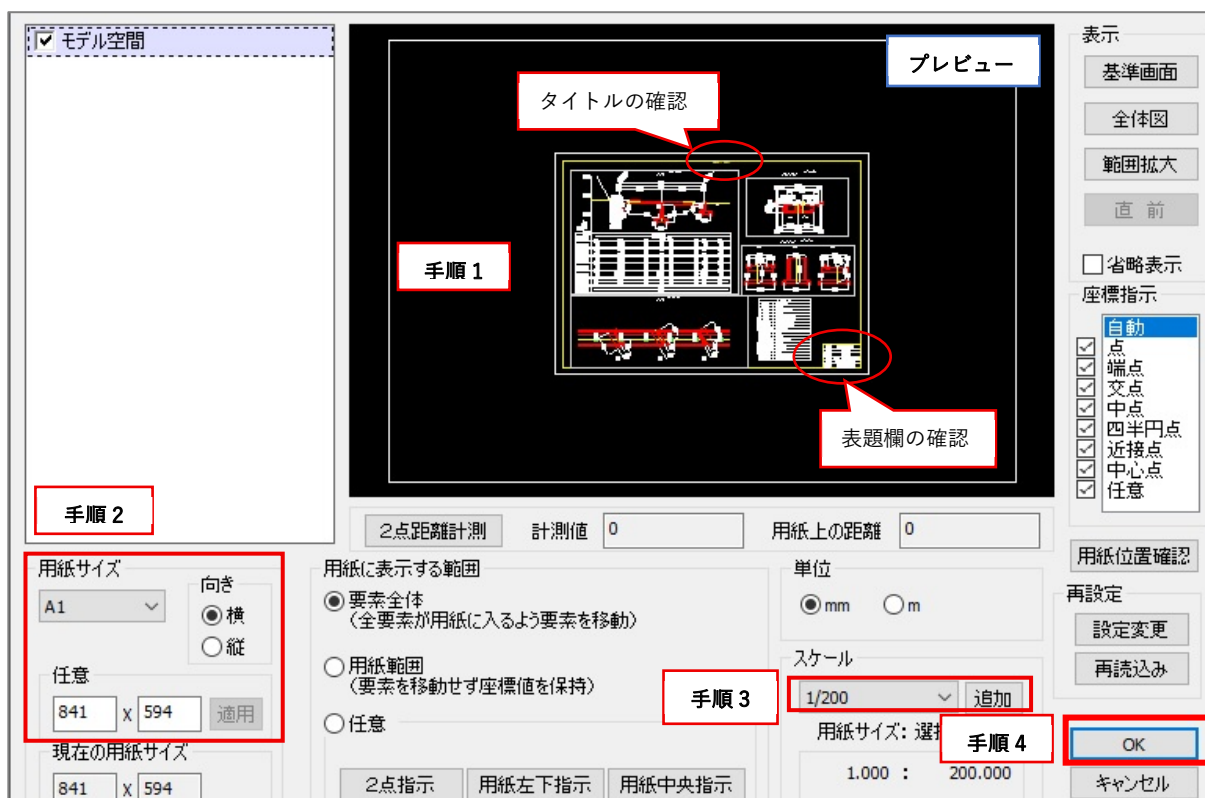 モデル空間
プレビュー
タイトルの確認
手順1
表題欄の確認
表示
基準画面
全体図
範囲拡大
直 前
省略表示
座標指示
自動
点
端点
交点
中点
四半円点
近接点
中心点
任意
手順2
2点距離計測
計測値
0
用紙上の距離
0
用紙位置確認
用紙サイズ
A1
向き
横
縦
任意
841 x 594
適用
現在の用紙サイズ
841 x 594
用紙に表示する範囲
要素全体
(全要素が用紙に入るよう要素を移動)
用紙範囲
(要素を移動せず座標値を保持)
任意
2点指示
用紙左下指示
用紙中央指示
単位
mm
m
スケール
手順3
1/200
追加
用紙サイズ:
手順4
1.000 : 200.000
再設定
設定変更
再読込み
OK
キャンセル